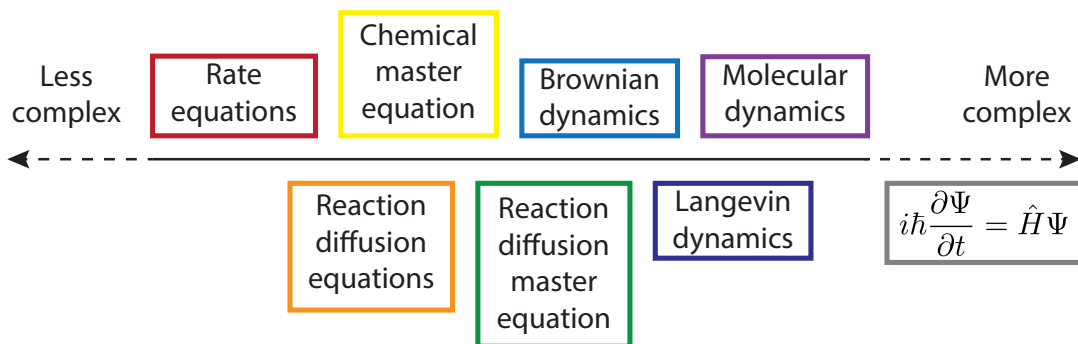 Less
complex
Rate
equations
Chemical
master
equation
Brownian
dynamics
Molecular
dynamics
More
complex
Reaction
diffusion
equations
Reaction
diffusion
master
equation
Langevin
dynamics
iħ ∂Ψ/∂t = ĤΨ